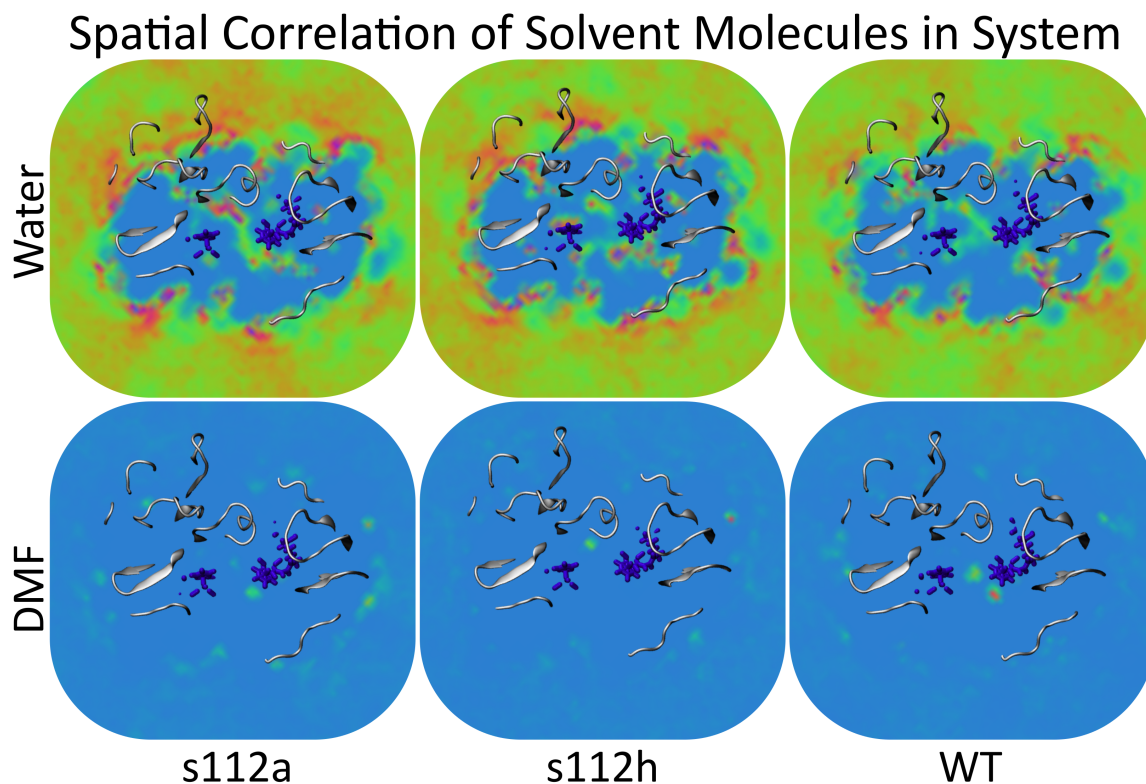 Spatial Correlation of Solvent Molecules in System
Water
DMF
s112a
s112h
WT